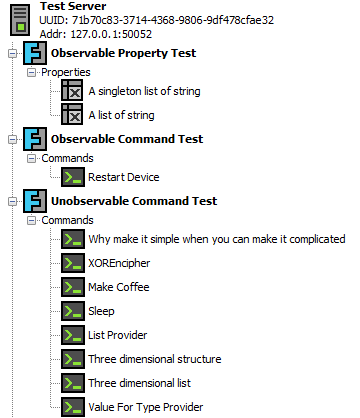 Test Server
UUID: 71b70c83-3714-4368-9806-9df478cfae32
Addr: 127.0.0.1:50052
Observable Property Test
Properties
A singleton list of string
A list of string
Observable Command Test
Commands
Restart Device
Unobservable Command Test
Commands
Why make it simple when you can make it complicated
XOREncipher
Make Coffee
Sleep
List Provider
Three dimensional structure
Three dimensional list
Value For Type Provider